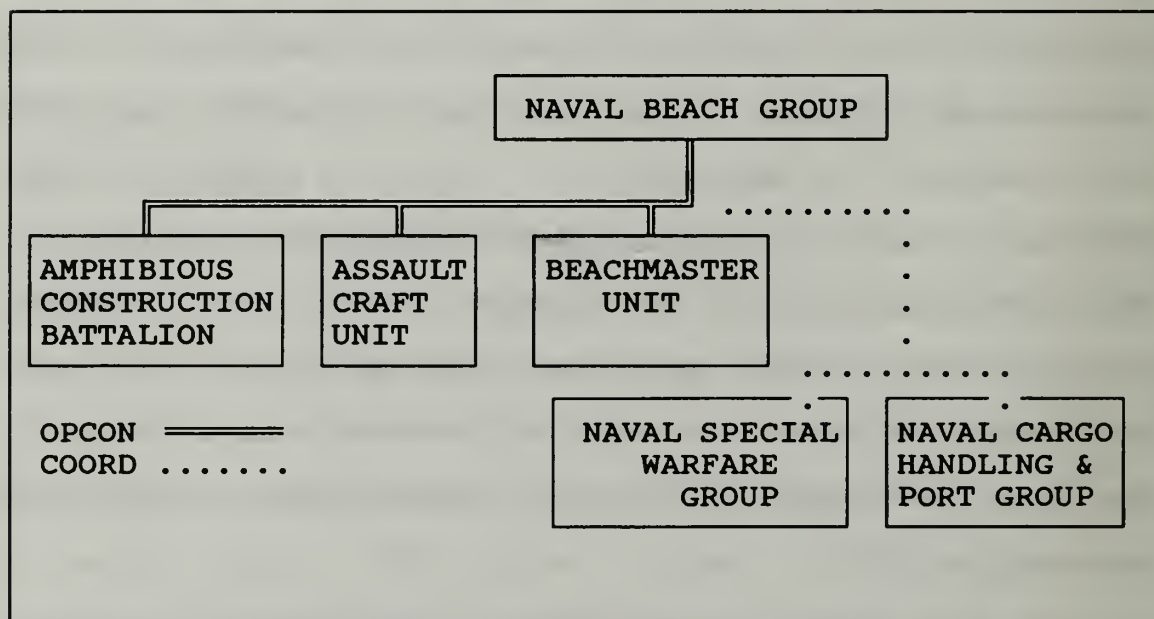 NAVAL BEACH GROUP
AMPHIBIOUS
CONSTRUCTION
BATTALION
ASSAULT
CRAFT
UNIT
BEACHMASTER
UNIT
OPCON
COORD
NAVAL SPECIAL
WARFARE
GROUP
NAVAL CARGO
HANDLING &
PORT GROUP